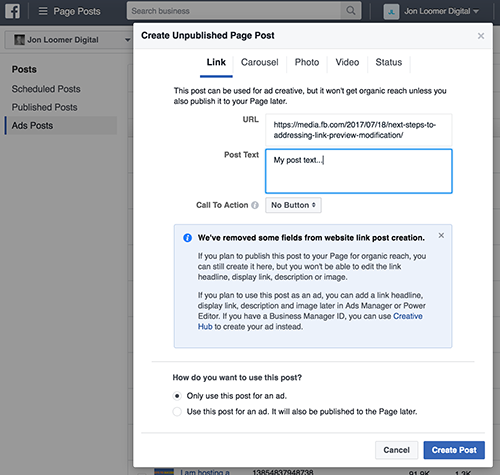 Page Posts
Search business
Jon Loomer Digital
Jon Loomer Digital
Posts
Scheduled Posts
Published Posts
Ads Posts
Create Unpublished Page Post
Link
Carousel
Photo
Video
Status
This post can be used for ad creative, but it won't get organic reach unless you
also publish it to your Page later.
URL
https://media.fb.com/2017/07/18/next-steps-to-
addressing-link-preview-modification/
Post Text
My post text...
Call To Action
No Button
We've removed some fields from website link post creation.
If you plan to publish this post to your Page for organic reach, you
can still create it here, but you won't be able to edit the link
headline, display link, description or image.
If you plan to use this post as an ad, you can add a link headline,
display link, description and image later in Ads Manager or Power
Editor. If you have a Business Manager ID, you can use Creative
Hub to create your ad instead.
How do you want to use this post?
Only use this post for an ad.
Use this post for an ad. It will also be published to the Page later.
Cancel
Create Post
I am hosting a
13854837948738
91.9K
1.3K